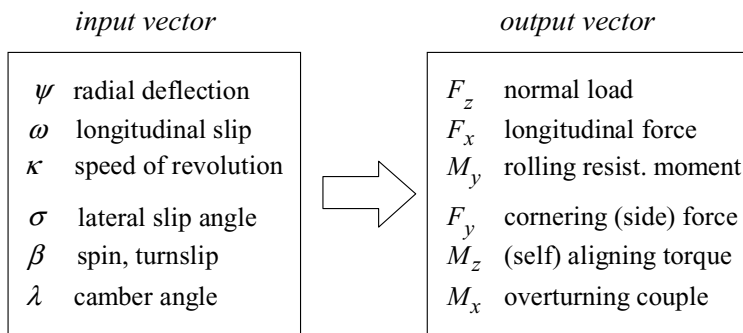 input vector
output vector
ψ radial deflection
ω longitudinal slip
κ speed of revolution
σ lateral slip angle
β spin, turnslip
λ camber angle
F_z normal load
F_x longitudinal force
M_y rolling resist. moment
F_y cornering (side) force
M_z (self) aligning torque
M_x overturning couple